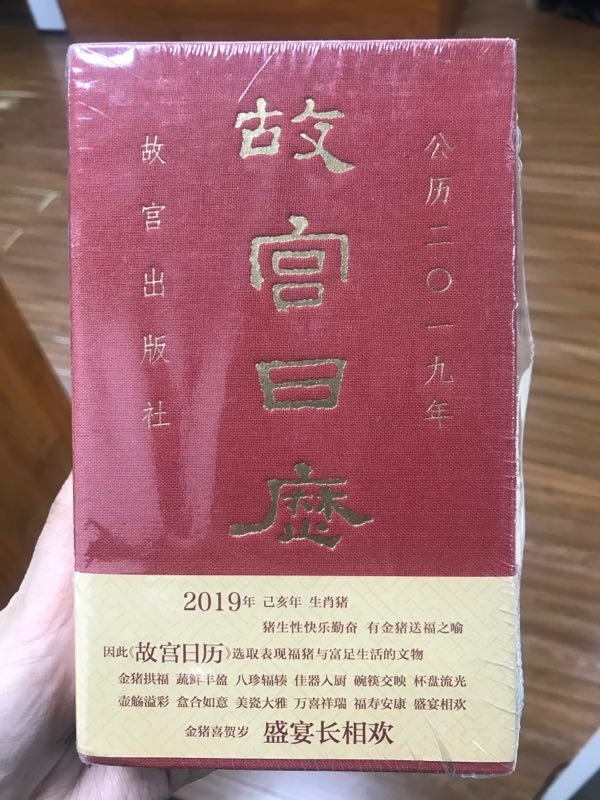 公历二〇一九年
故宫日历
故宫出版社
2019年 己亥年 生肖猪
猪生性快乐勤奋 有金猪送福之喻
因此《故宫日历》选取表现福猪与富足生活的文物
金猪拱福 蔬鲜丰盈 八珍辐辏 佳器入厨 碗筷交映 杯盘流光
壶觞溢彩 盒合如意 美瓷大雅 万喜祥瑞 福寿安康 盛宴相欢
金猪喜贺岁 盛宴长相欢